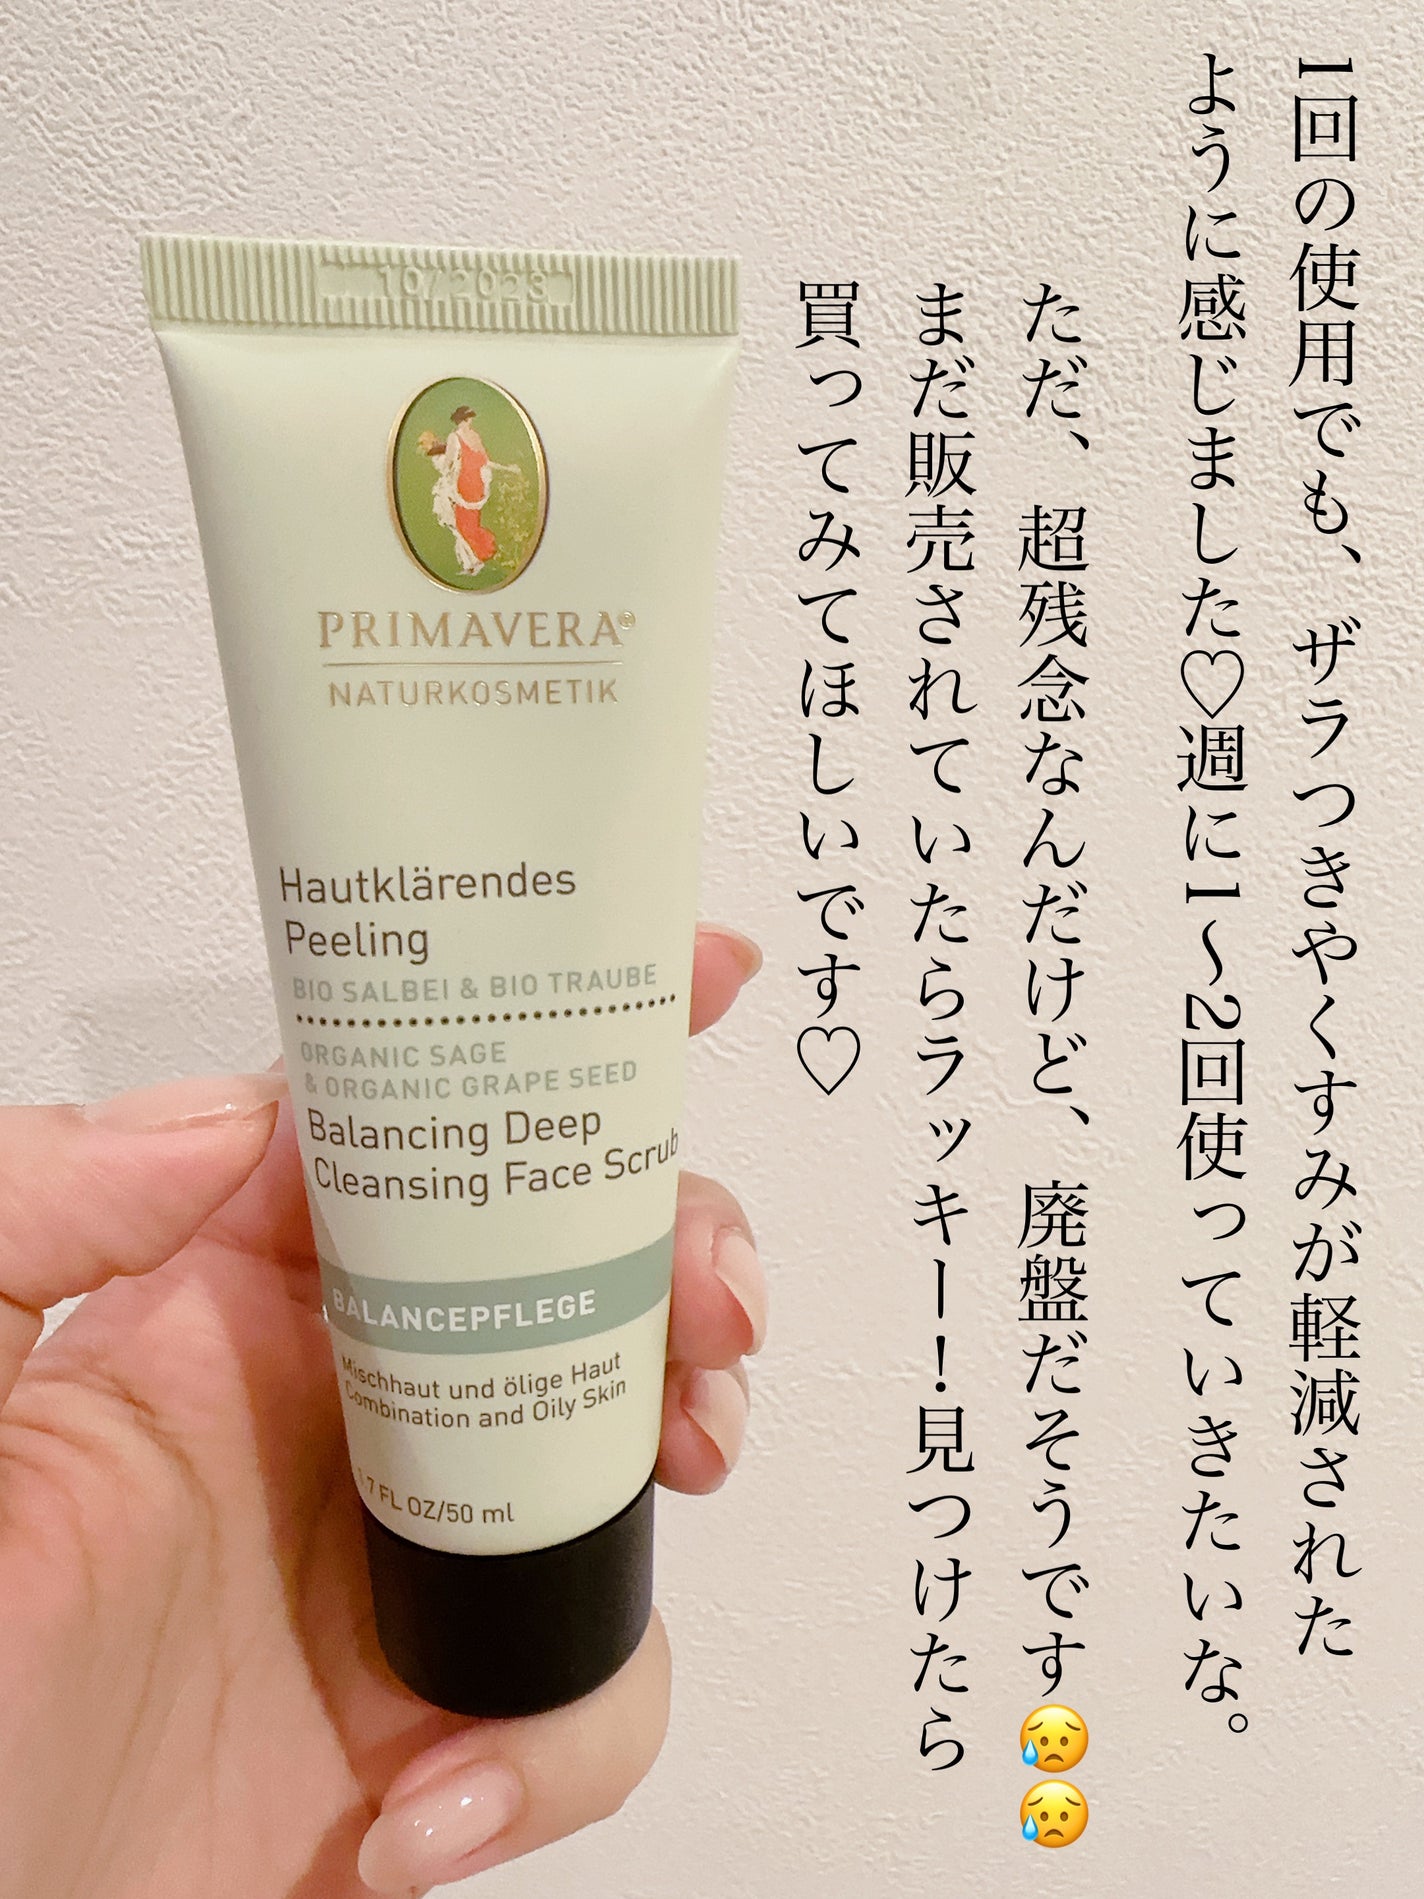 1回の使用でも、ザラつきやくすみが軽減された
ように感じました♡週に1〜2回使っていきたいな。
ただ、超残念なんだけど、廃盤だそうです😥😥
まだ販売されていたらラッキー！見つけたら
買ってみてほしいです♡
10/2023
PRIMAVERA®
NATURKOSMETIK
Hautklärendes
Peeling
BIO SALBEI & BIO TRAUBE
ORGANIC SAGE
& ORGANIC GRAPE SEED
Balancing Deep
Cleansing Face Scrub
BALANCEPFLEGE
Mischhaut und ölige Haut
Combination and Oily Skin
.7 FL OZ/50 ml